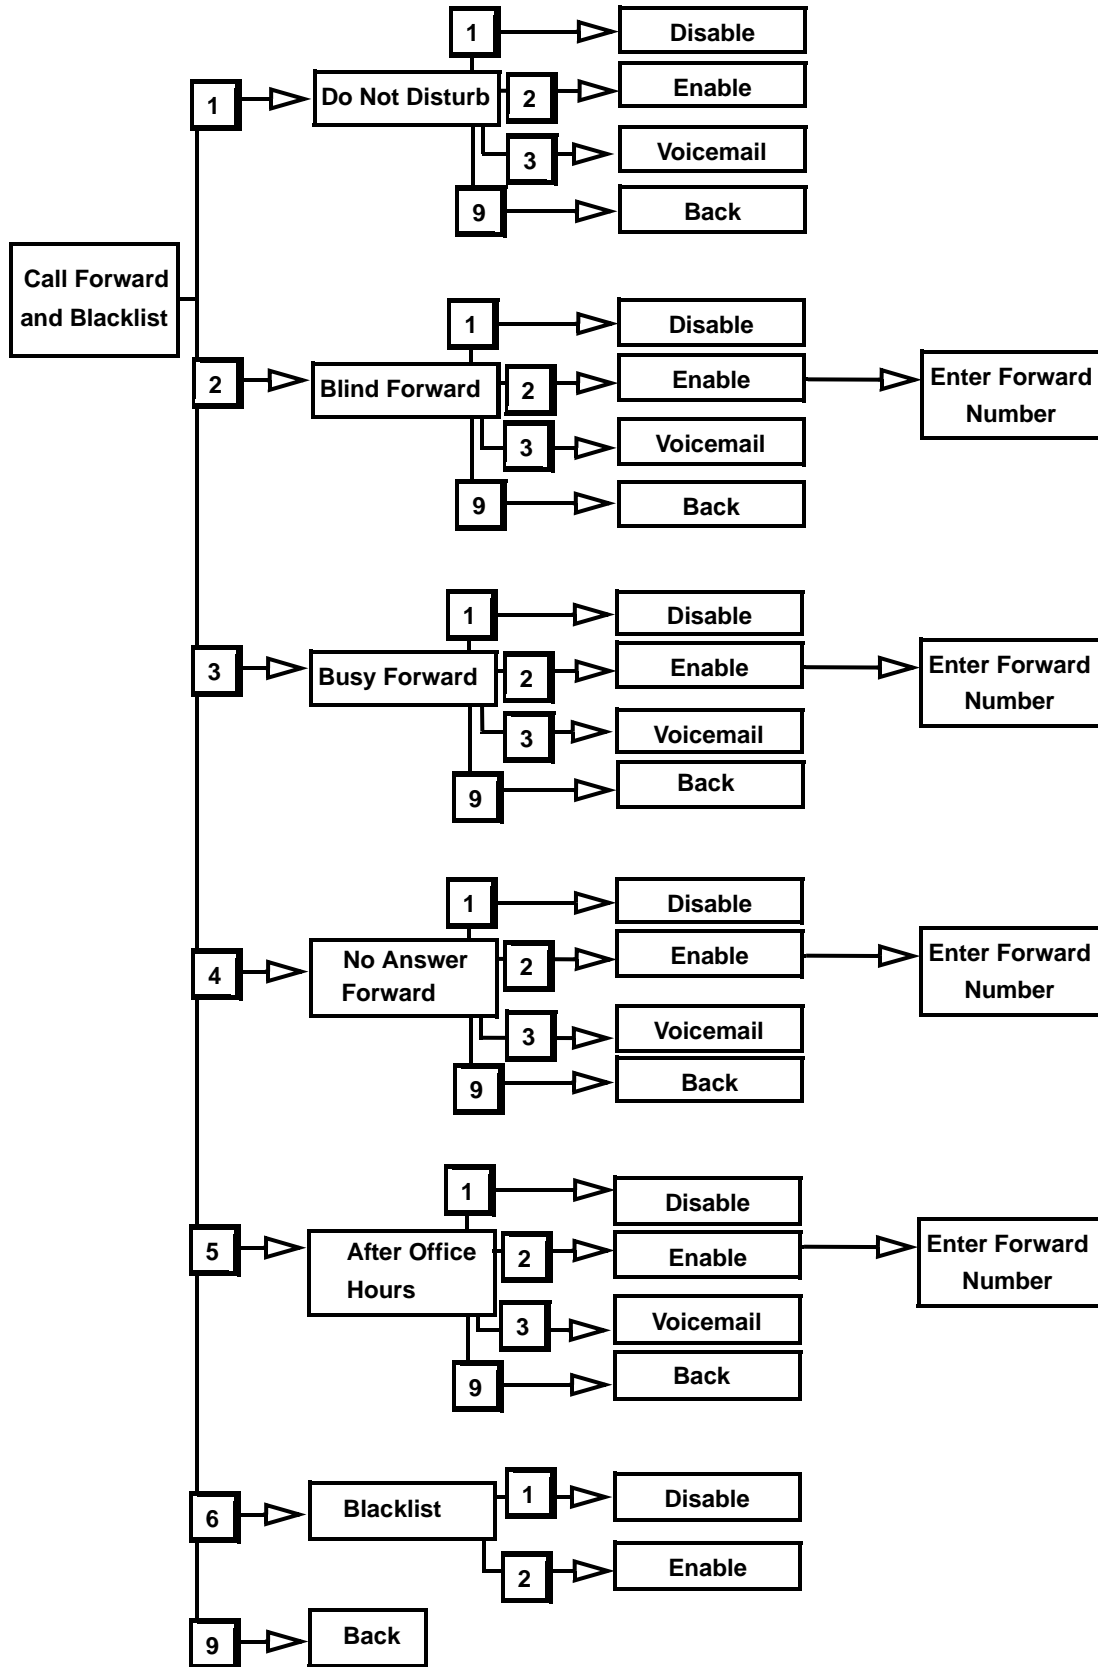 Call Forward
and Blacklist
1
Do Not Disturb
1
Disable
2
Enable
3
Voicemail
9
Back
2
Blind Forward
1
Disable
2
Enable
Enter Forward
Number
3
Voicemail
9
Back
3
Busy Forward
1
Disable
2
Enable
Enter Forward
Number
3
Voicemail
9
Back
4
No Answer
Forward
1
Disable
2
Enable
Enter Forward
Number
3
Voicemail
9
Back
5
After Office
Hours
1
Disable
2
Enable
Enter Forward
Number
3
Voicemail
9
Back
6
Blacklist
1
Disable
2
Enable
9
Back